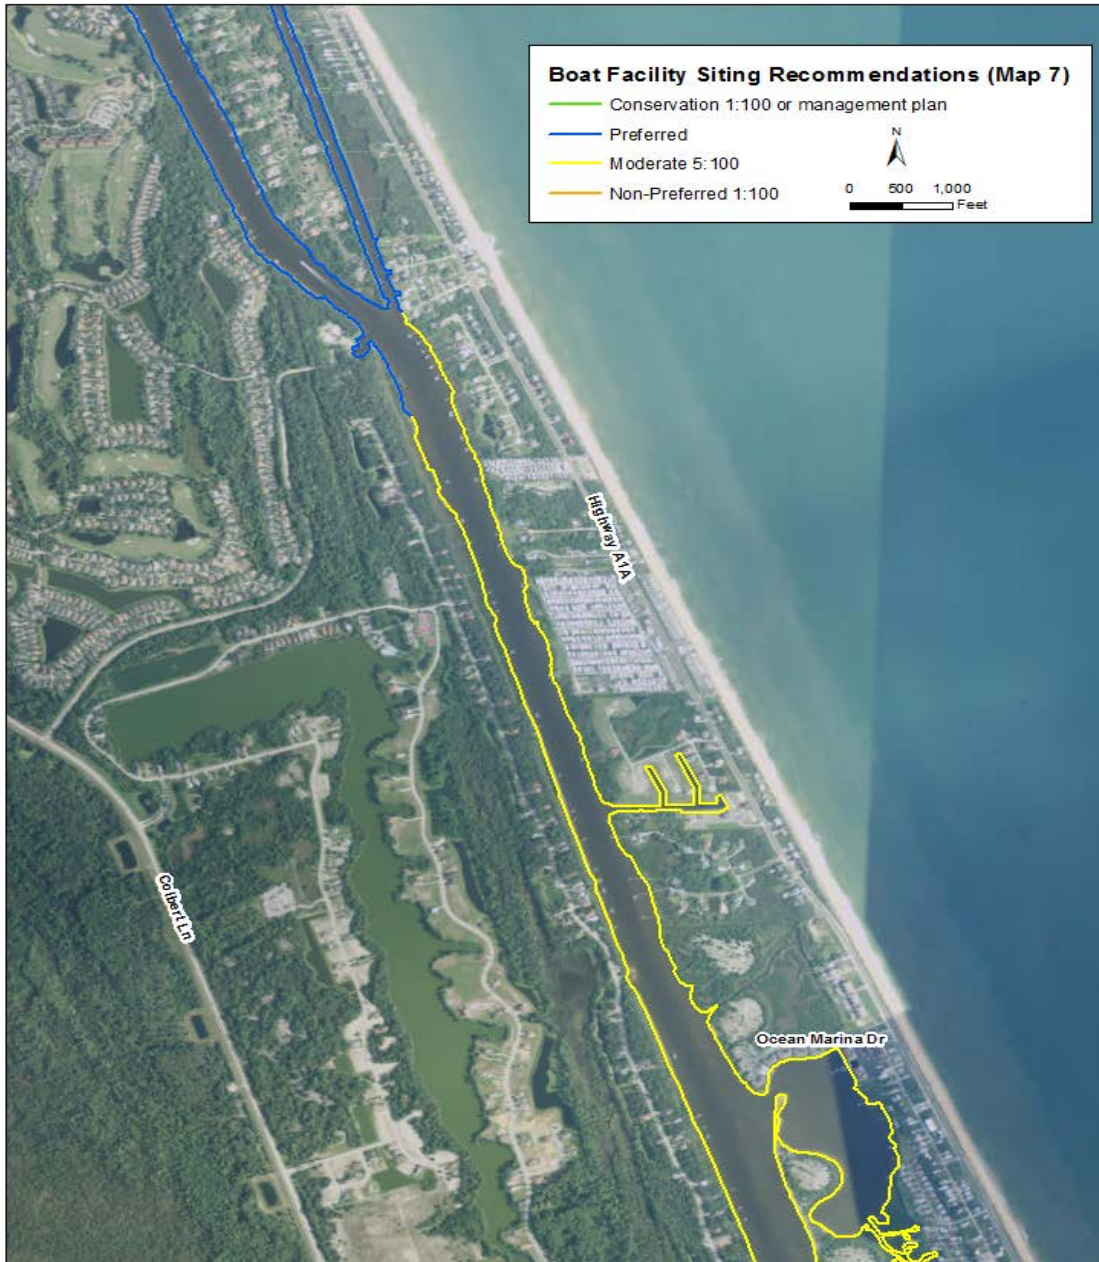 Boat Facility Siting Recommendations (Map 7)
Conservation 1:100 or management plan
Preferred
Moderate 5:100
Non-Preferred 1:100
N
0 500 1,000
Feet
Highway A1A
Colbert Ln
Ocean Marina Dr